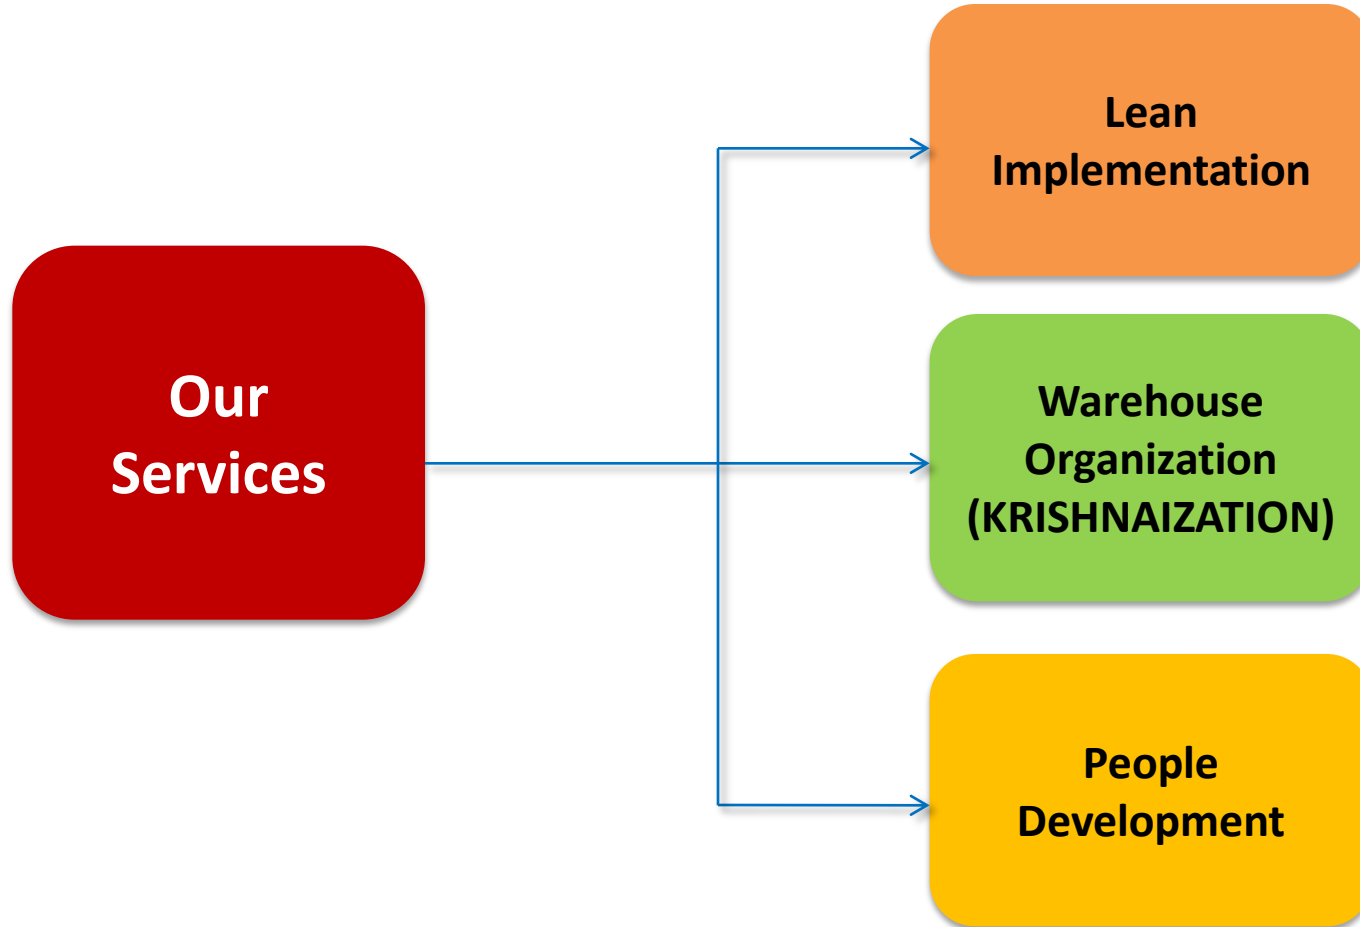 Our
Services
Lean
Implementation
Warehouse
Organization
(KRISHNAIZATION)
People
Development